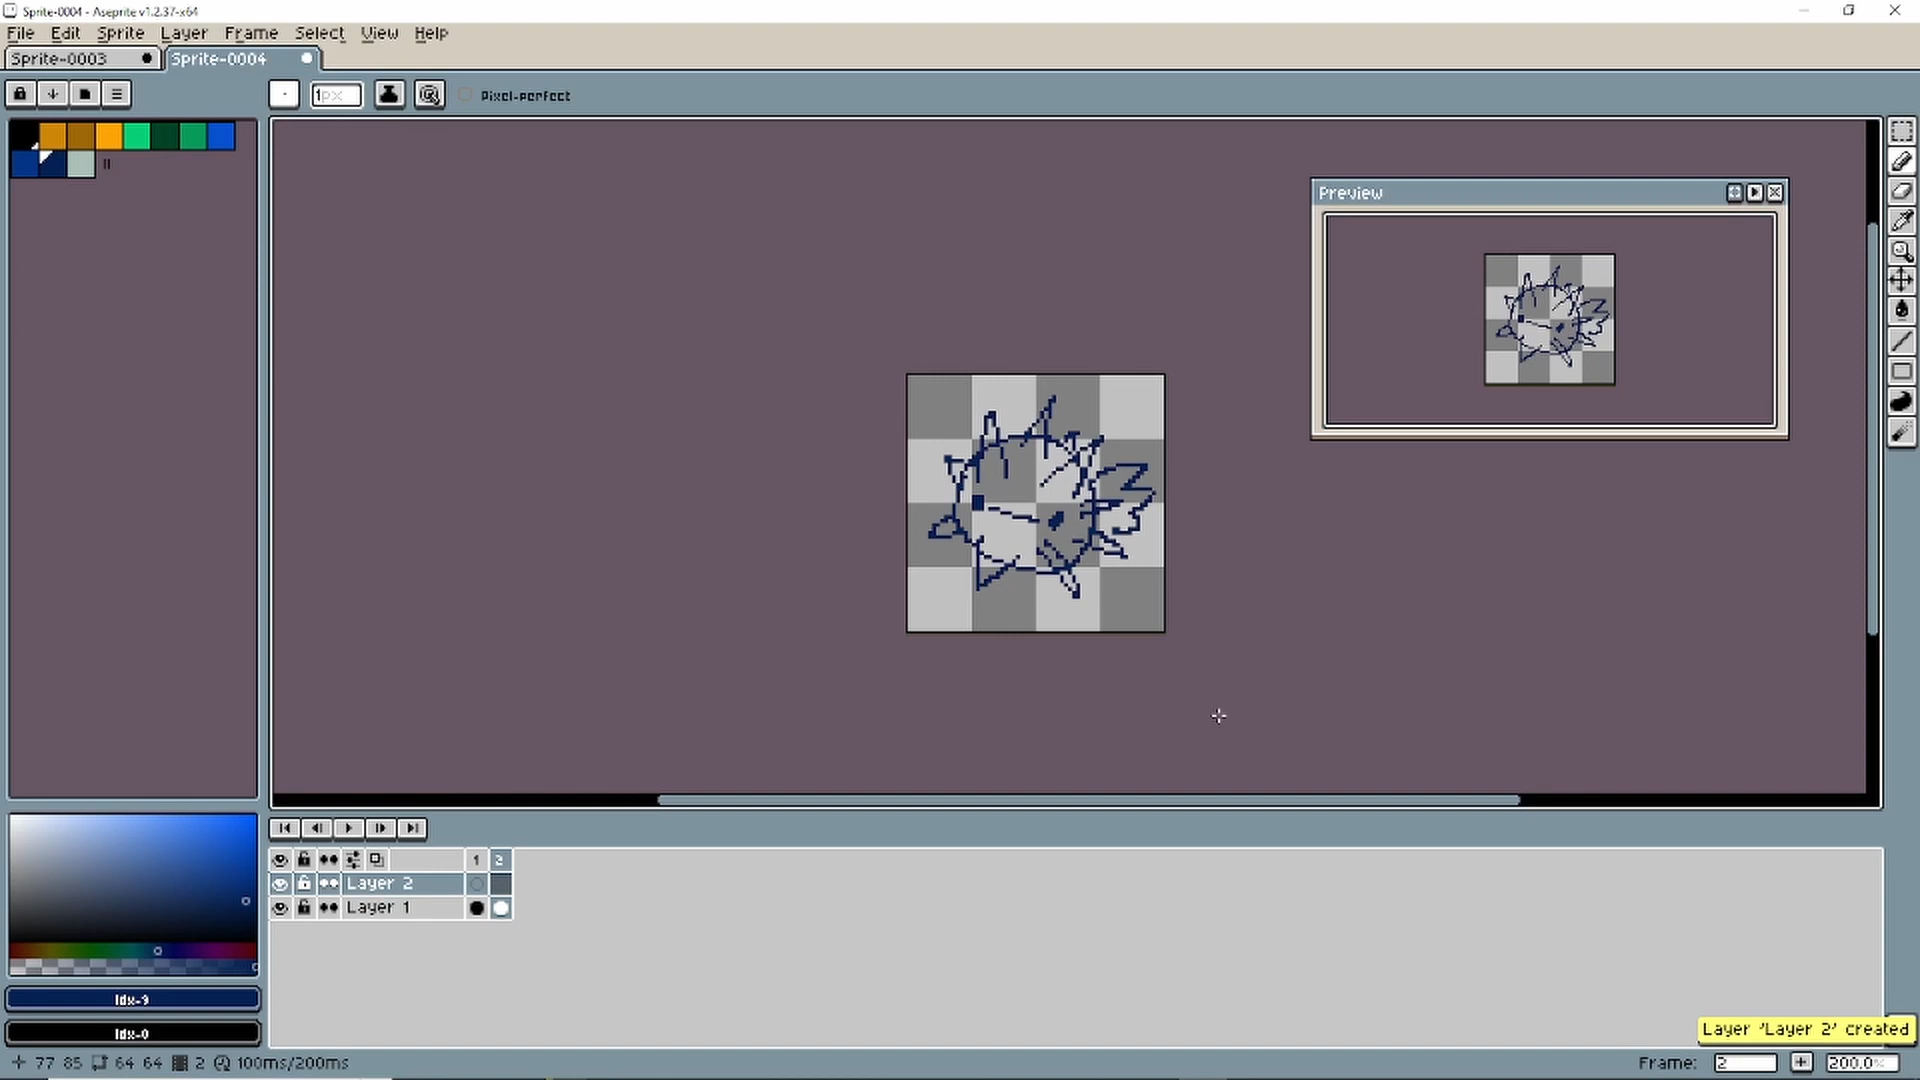 Sprite-0004 - Aseprite v1.2.37-x64
File Edit Sprite Layer Frame Select View Help
Sprite-0003 Sprite-0004
1px Pixel-perfect
Preview
1 2
Layer 2
Layer 1
Idx-9
Idx-0
Layer 'Layer 2' created
77 85 64 64 2 100ms/200ms Frame: 2 + 200.0%